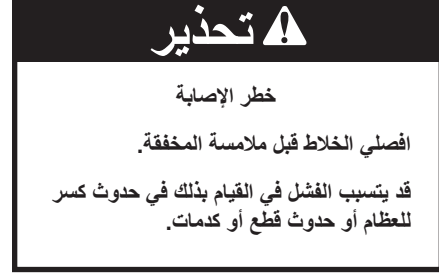 تحذير
خطر الإصابة
افصلي الخلاط قبل ملامسة المخفقة.
قد يتسبب الفشل في القيام بذلك في حدوث كسر
للعظام أو حدوث قطع أو كدمات.